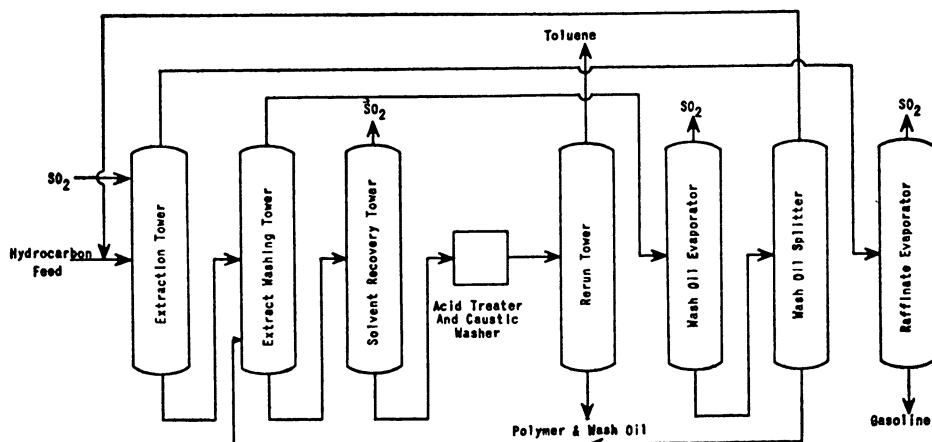 Toluene
SO2
SO2
SO2
SO2
Hydrocarbon
Feed
Extraction Tower
Extract Washing Tower
Solvent Recovery Tower
Acid Treater
And Caustic
Washer
Rerun Tower
Wash Oil Evaporator
Wash Oil Splitter
Raffinate Evaporator
Polymer & Wash Oil
Gasoline